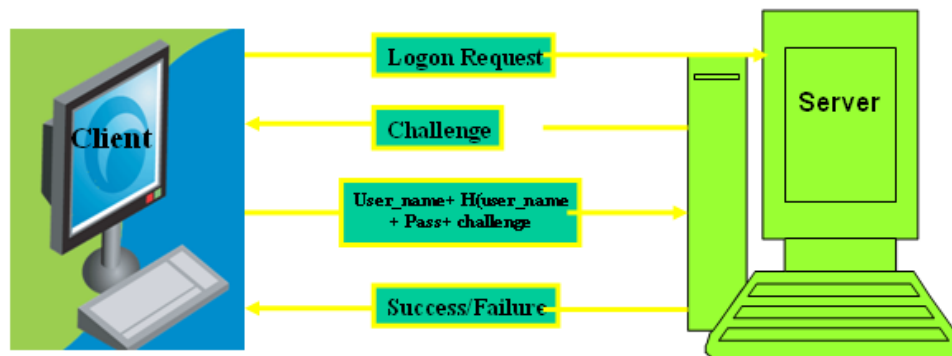 Logon Request
Server
Client
Challenge
User_name+ H(user_name
+ Pass+ challenge
Success/Failure